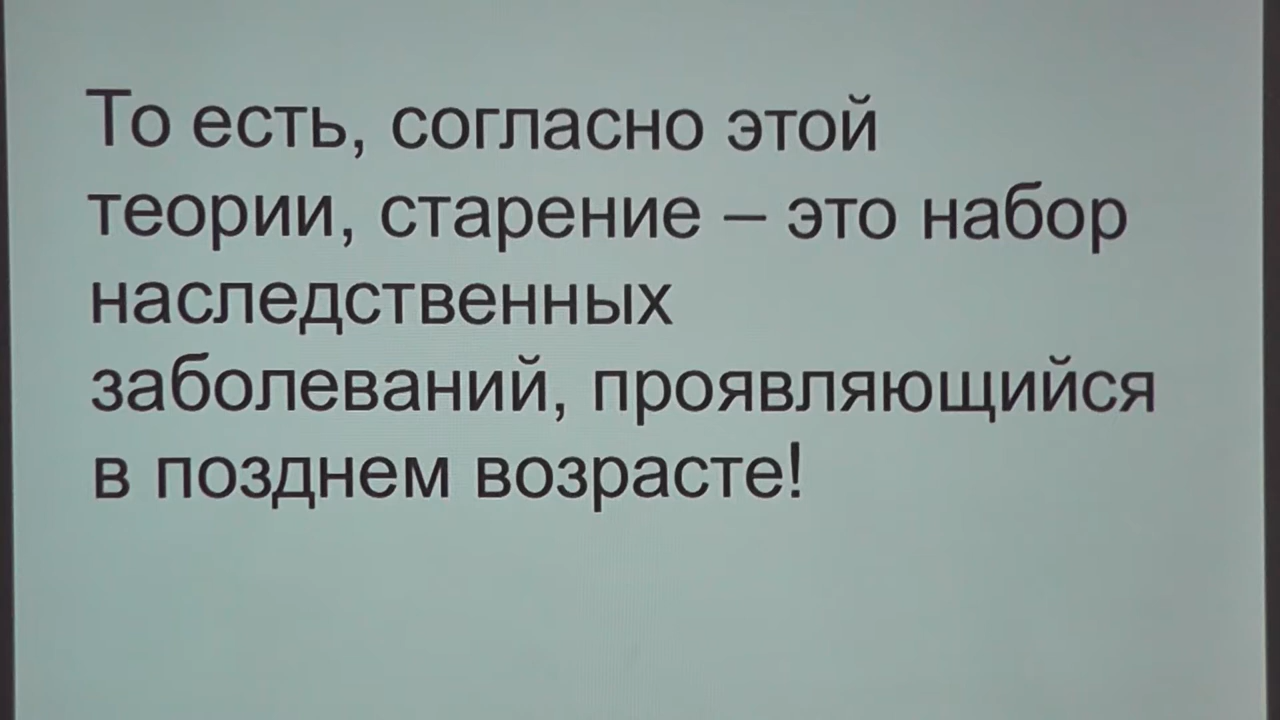 То есть, согласно этой
теории, старение – это набор
наследственных
заболеваний, проявляющийся
в позднем возрасте!